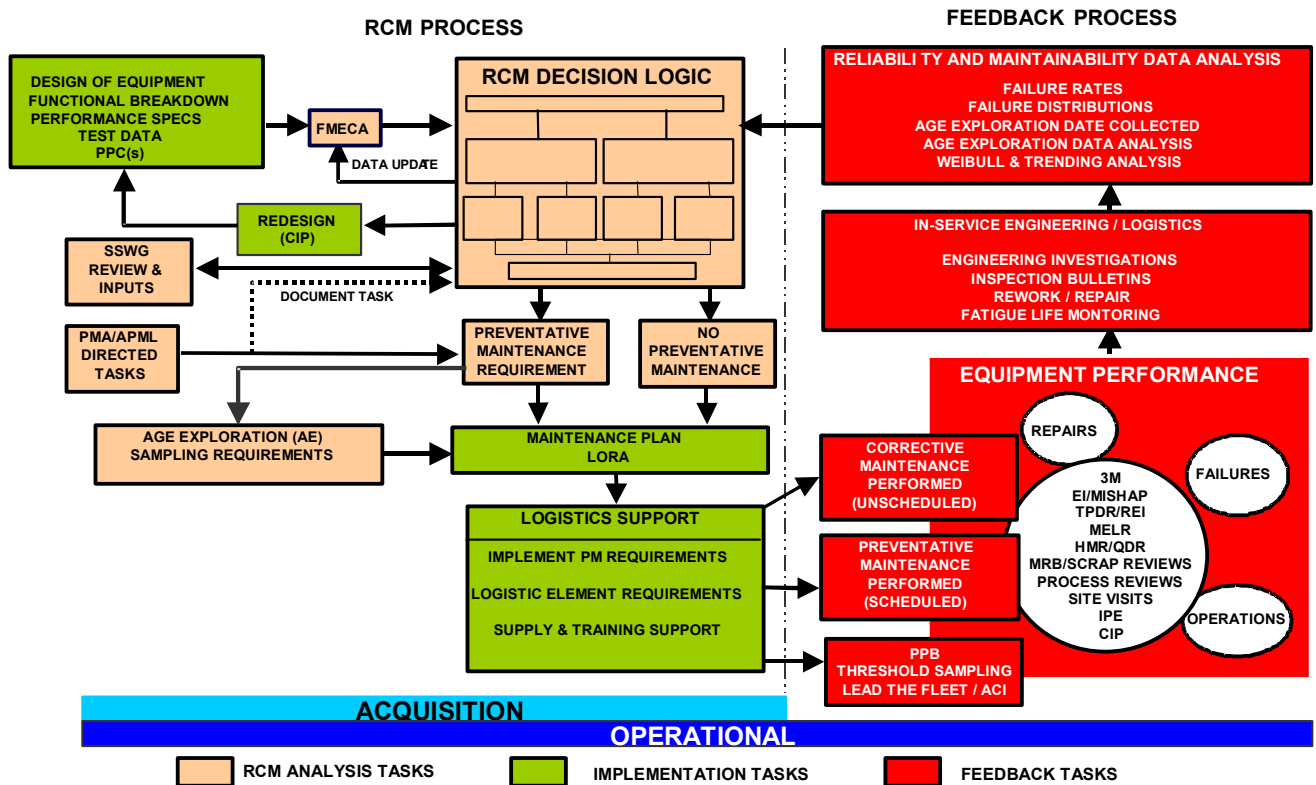 RCM PROCESS
FEEDBACK PROCESS
DESIGN OF EQUIPMENT
FUNCTIONAL BREAKDOWN
PERFORMANCE SPECS
TEST DATA
PPC(s)
FMECA
DATA UPDATE
RCM DECISION LOGIC
REDESIGN
(CIP)
SSWG
REVIEW &
INPUTS
DOCUMENT TASK
PMA/APML
DIRECTED
TASKS
PREVENTATIVE
MAINTENANCE
REQUIREMENT
NO
PREVENTATIVE
MAINTENANCE
AGE EXPLORATION (AE)
SAMPLING REQUIREMENTS
MAINTENANCE PLAN
LORA
LOGISTICS SUPPORT
IMPLEMENT PM REQUIREMENTS
LOGISTIC ELEMENT REQUIREMENTS
SUPPLY & TRAINING SUPPORT
RELIABILITY AND MAINTAINABILITY DATA ANALYSIS
FAILURE RATES
FAILURE DISTRIBUTIONS
AGE EXPLORATION DATE COLLECTED
AGE EXPLORATION DATA ANALYSIS
WEIBULL & TRENDING ANALYSIS
IN-SERVICE ENGINEERING / LOGISTICS
ENGINEERING INVESTIGATIONS
INSPECTION BULLETINS
REWORK / REPAIR
FATIGUE LIFE MONTORING
EQUIPMENT PERFORMANCE
REPAIRS
FAILURES
OPERATIONS
3M
EI/MISHAP
TPDR/REI
MELR
HMR/QDR
MRB/SCRAP REVIEWS
PROCESS REVIEWS
SITE VISITS
IPE
CIP
CORRECTIVE
MAINTENANCE
PERFORMED
(UNSCHEDULED)
PREVENTATIVE
MAINTENANCE
PERFORMED
(SCHEDULED)
PPB
THRESHOLD SAMPLING
LEAD THE FLEET / ACI
ACQUISITION
OPERATIONAL
RCM ANALYSIS TASKS
IMPLEMENTATION TASKS
FEEDBACK TASKS